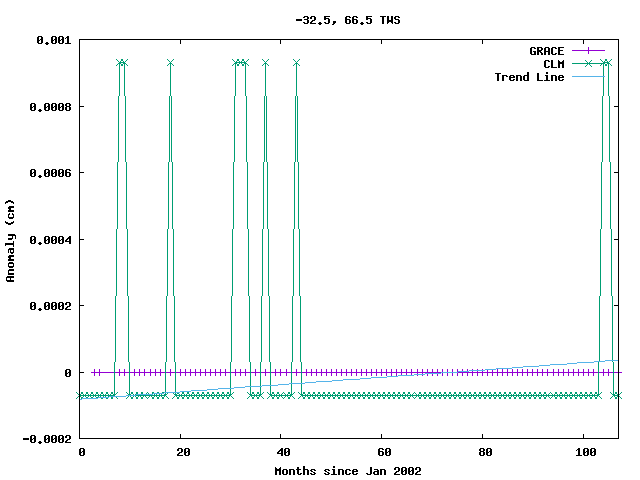 -32.5, 66.5 TWS
GRACE
CLM
Trend Line
0.001
0.0008
0.0006
0.0004
0.0002
0
-0.0002
Anomaly (cm)
0 20 40 60 80 100
Months since Jan 2002